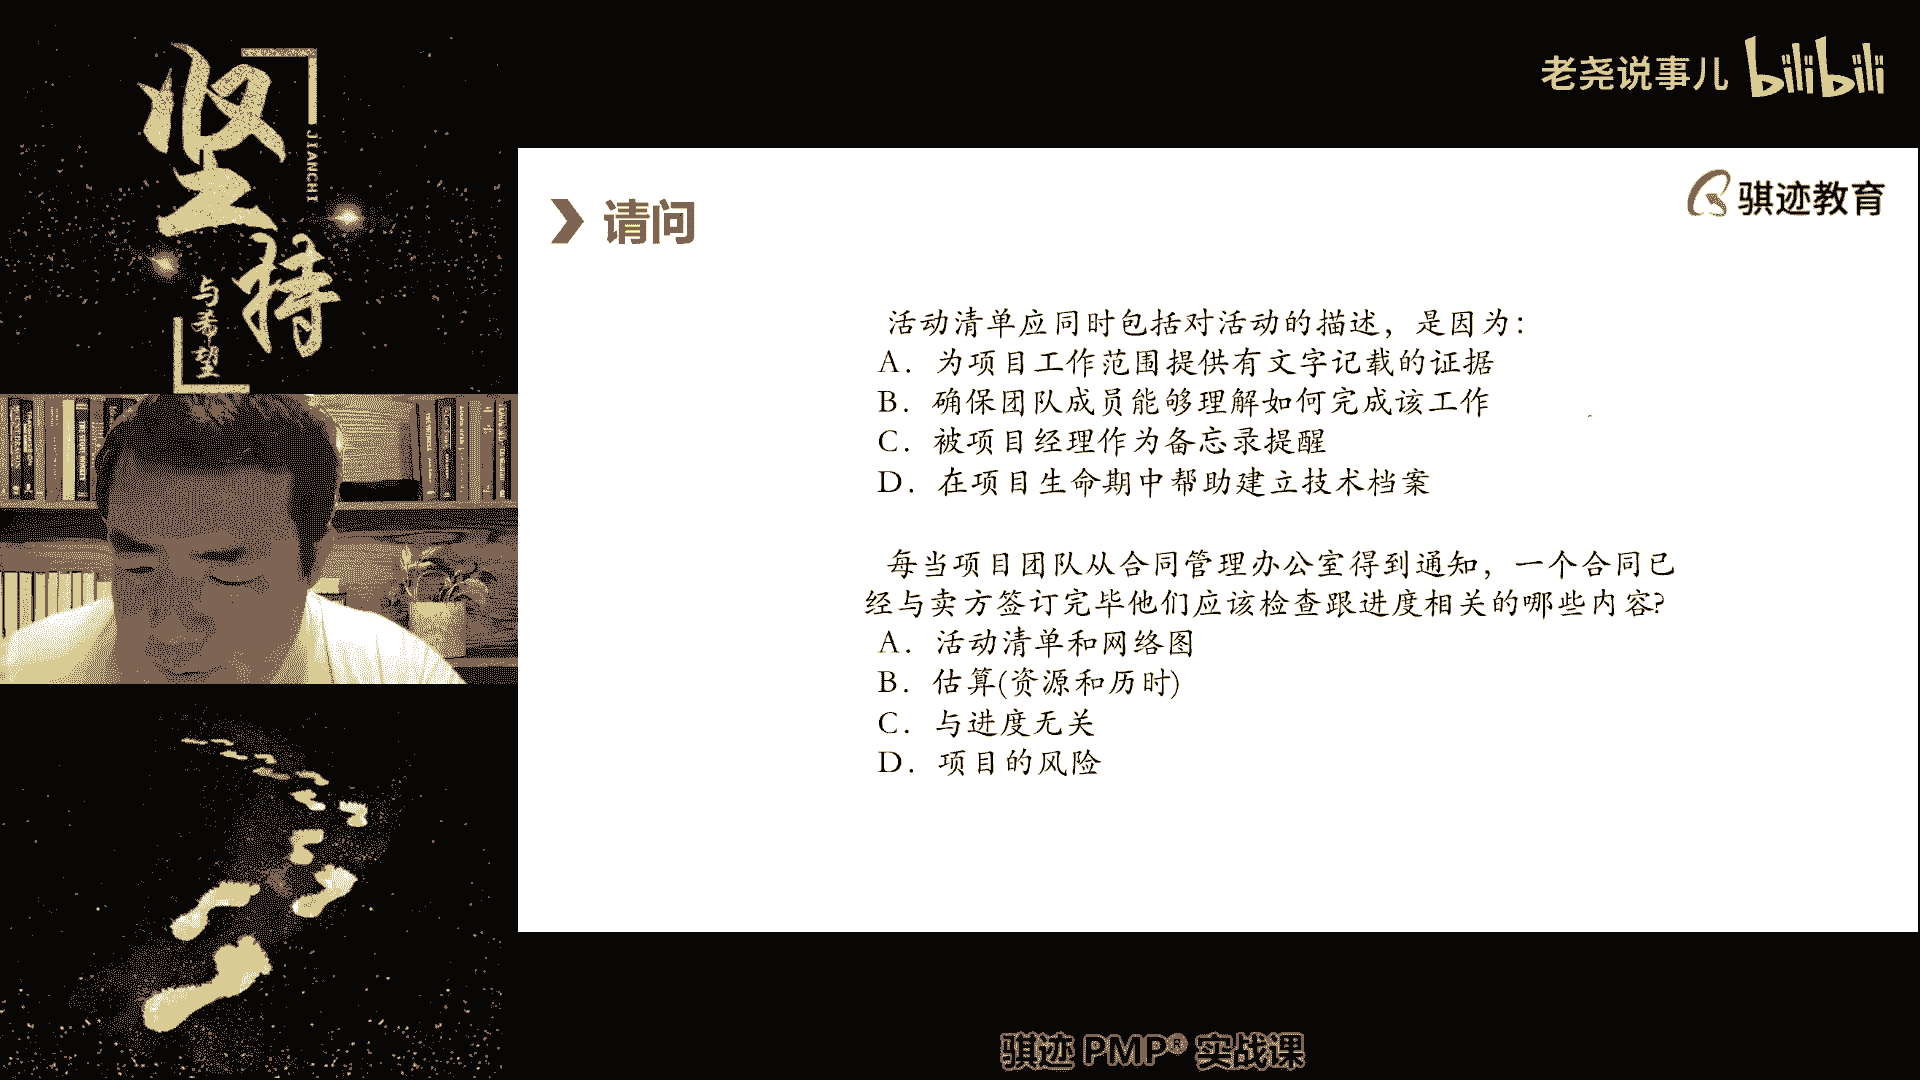 坚持
JIANCHI
与希望
老尧说事儿 bilibili
骐迹教育
请问
活动清单应同时包括对活动的描述，是因为：
A．为项目工作范围提供有文字记载的证据
B．确保团队成员能够理解如何完成该工作
C．被项目经理作为备忘录提醒
D．在项目生命期中帮助建立技术档案
每当项目团队从合同管理办公室得到通知，一个合同已
经与卖方签订完毕他们应该检查跟进度相关的哪些内容?
A．活动清单和网络图
B．估算(资源和历时)
C．与进度无关
D．项目的风险
骐迹 PMP® 实战课